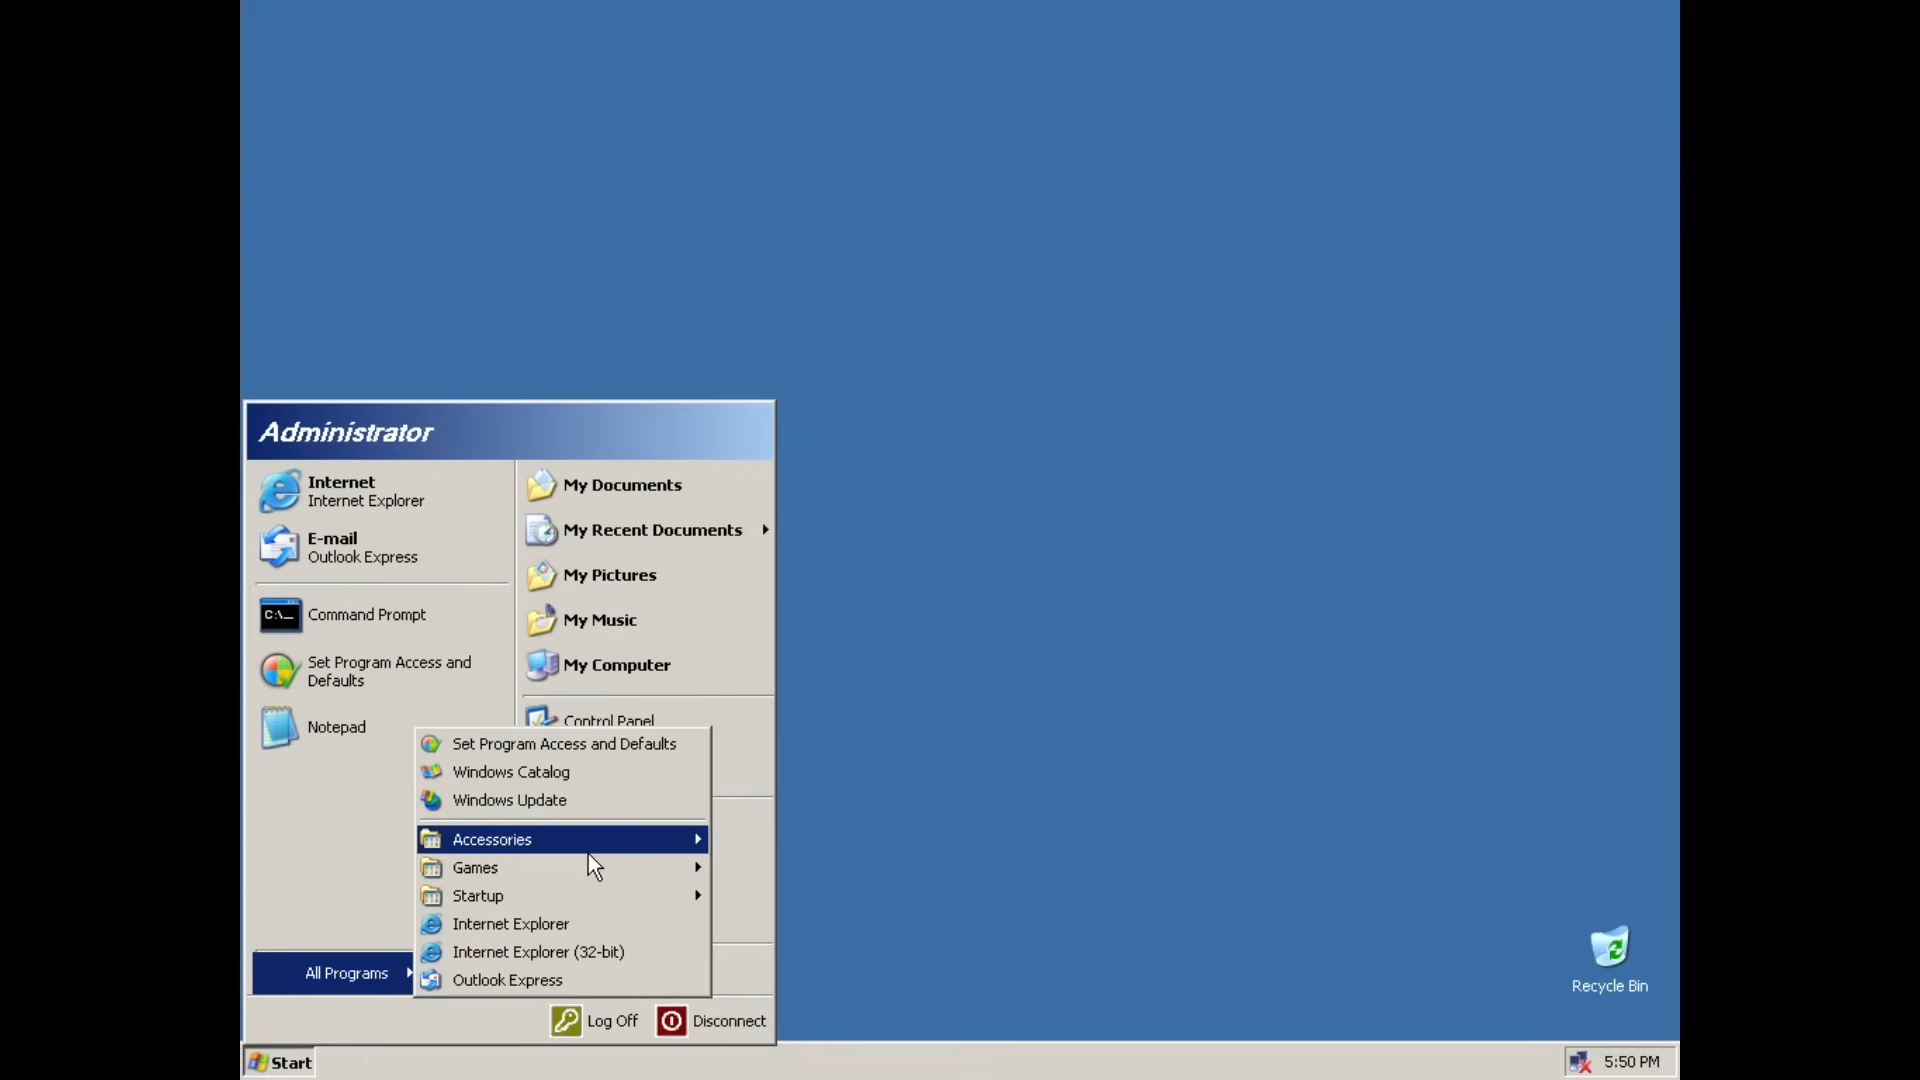 Administrator
Internet
Internet Explorer
E-mail
Outlook Express
C:\_
Command Prompt
Set Program Access and
Defaults
Notepad
All Programs
My Documents
My Recent Documents
My Pictures
My Music
My Computer
Control Panel
Set Program Access and Defaults
Windows Catalog
Windows Update
Accessories
Games
Startup
Internet Explorer
Internet Explorer (32-bit)
Outlook Express
Log Off
Disconnect
Recycle Bin
Start
5:50 PM